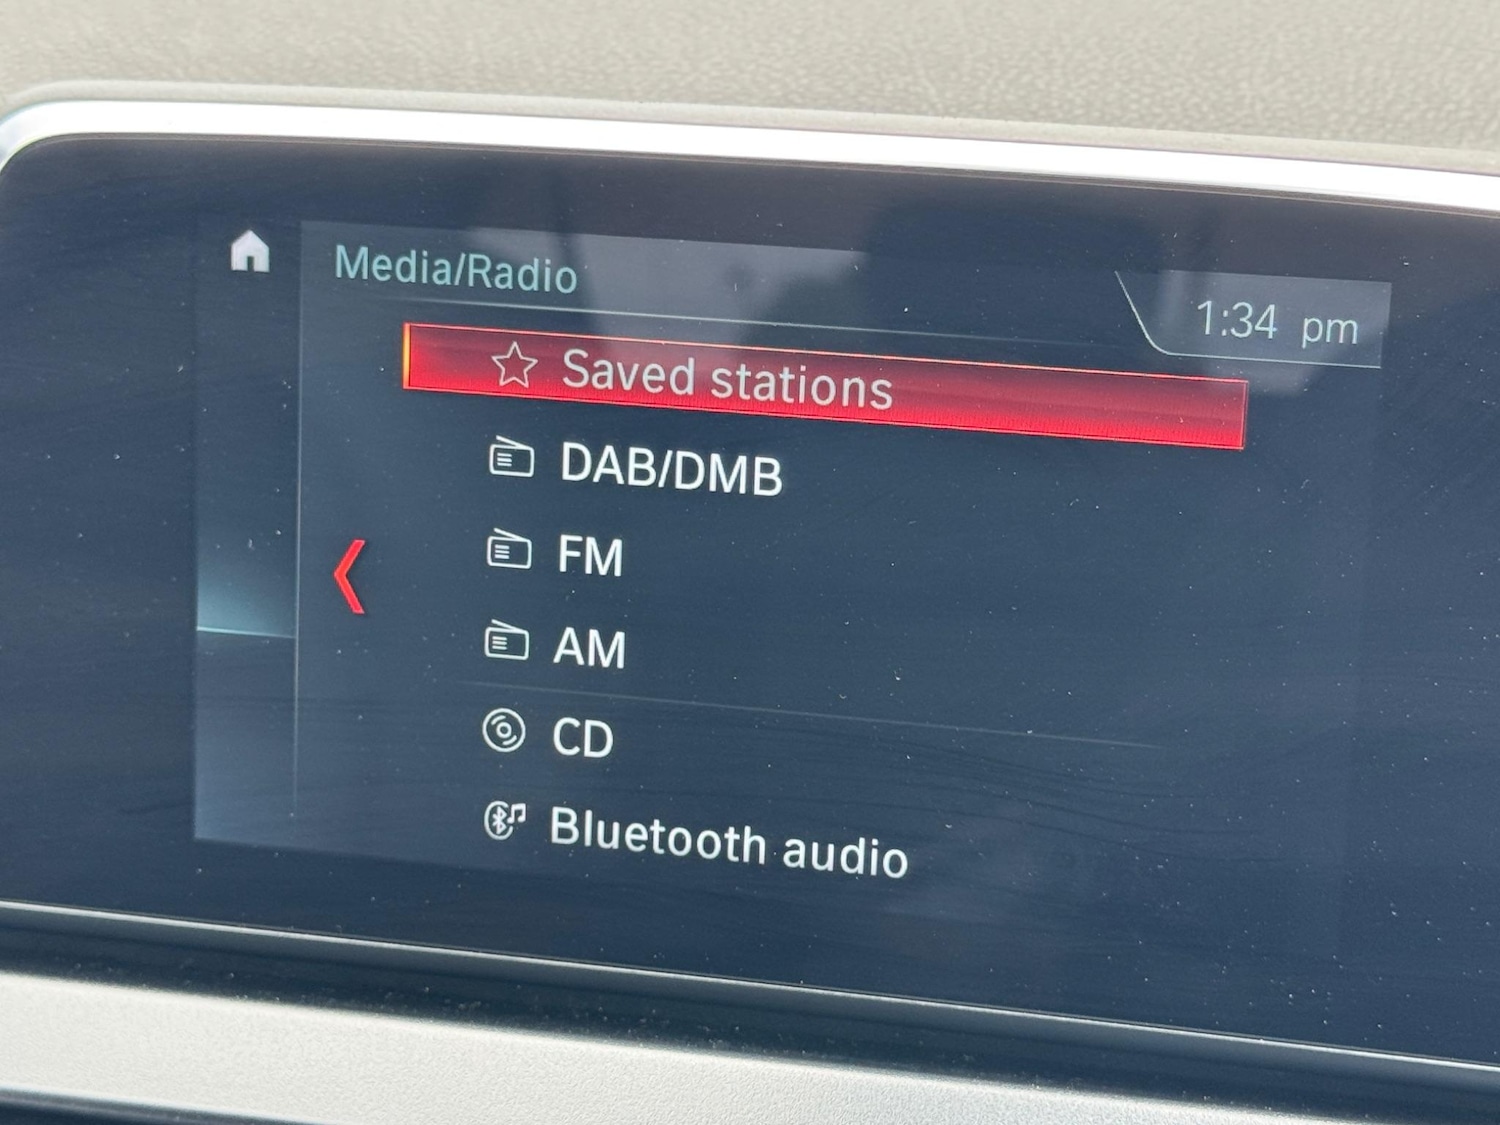 Media/Radio
1:34 pm
Saved stations
DAB/DMB
FM
AM
CD
Bluetooth audio